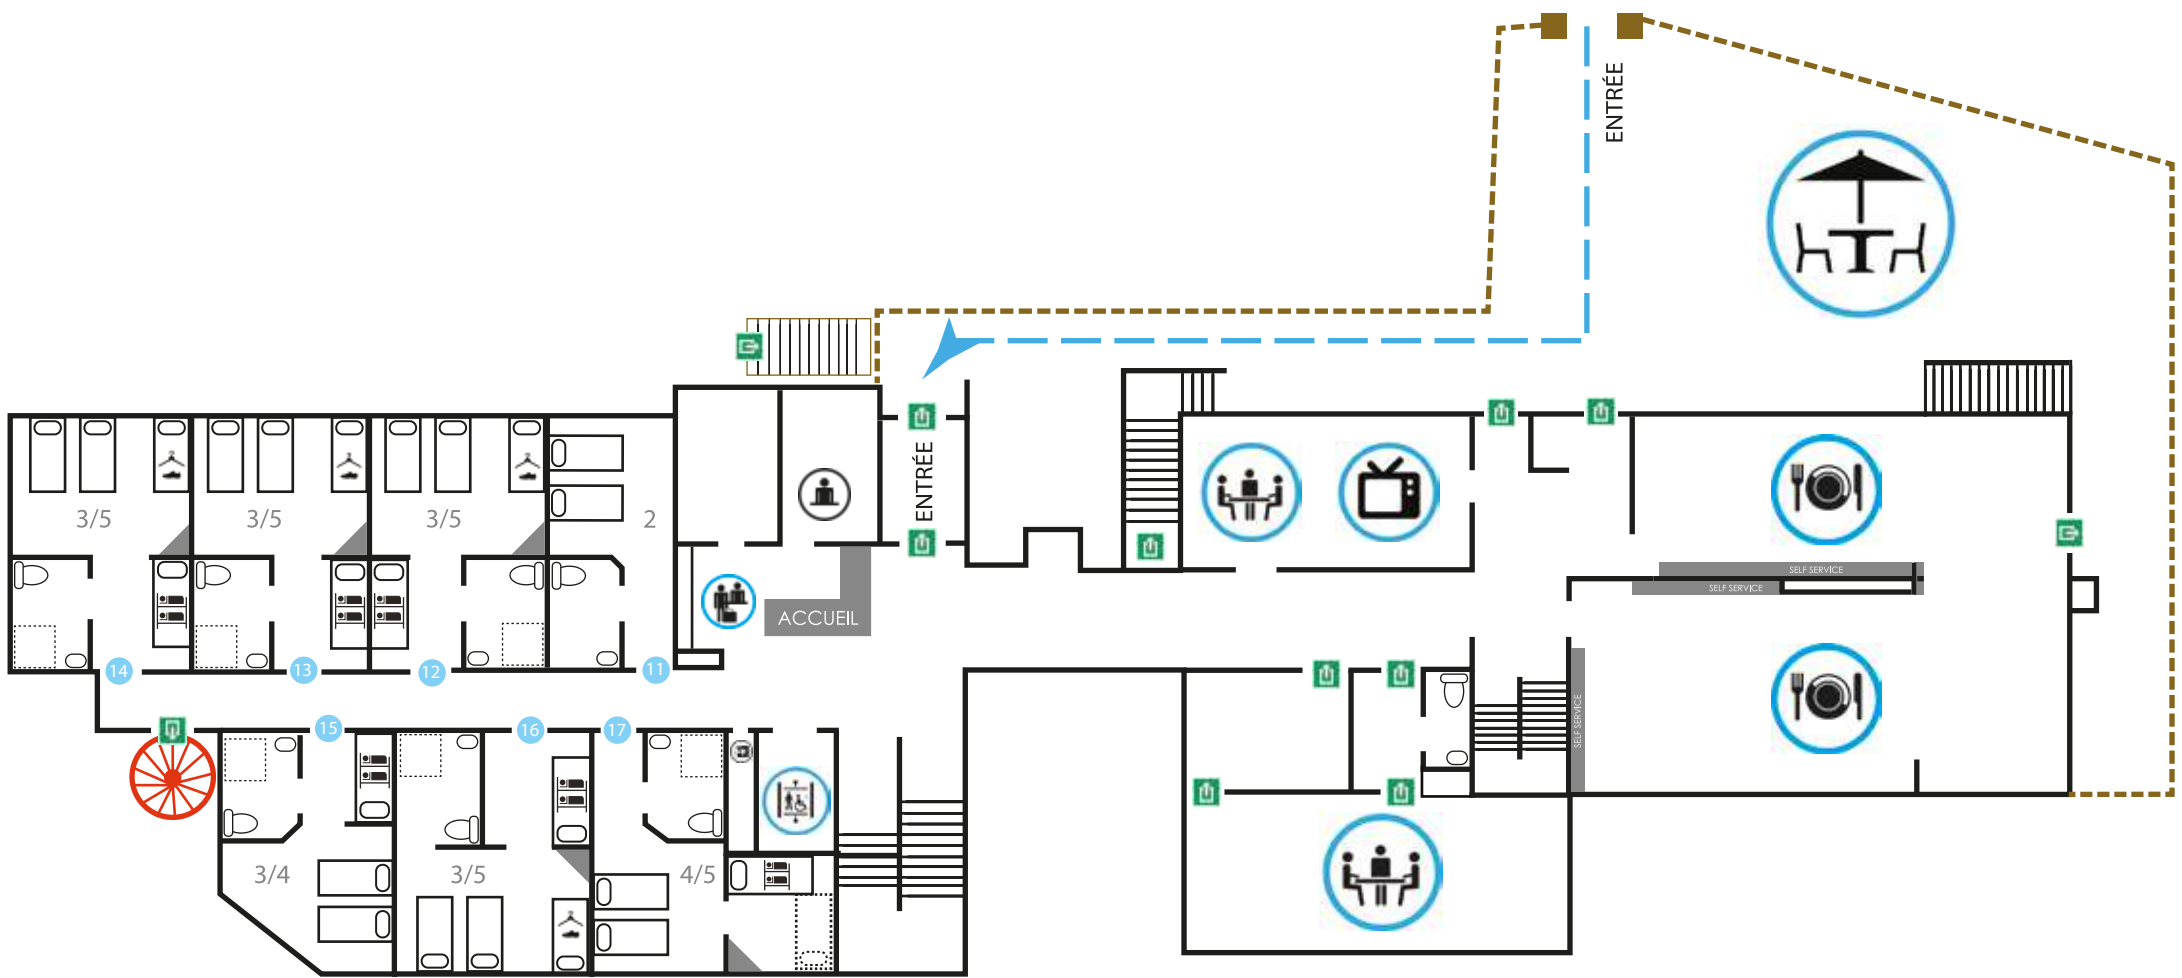 ENTRÉE
ENTRÉE
3/5
3/5
3/5
2
ACCUEIL
SELF SERVICE
SELF SERVICE
SELF SERVICE
14
13
12
11
15
16
17
3/4
3/5
4/5